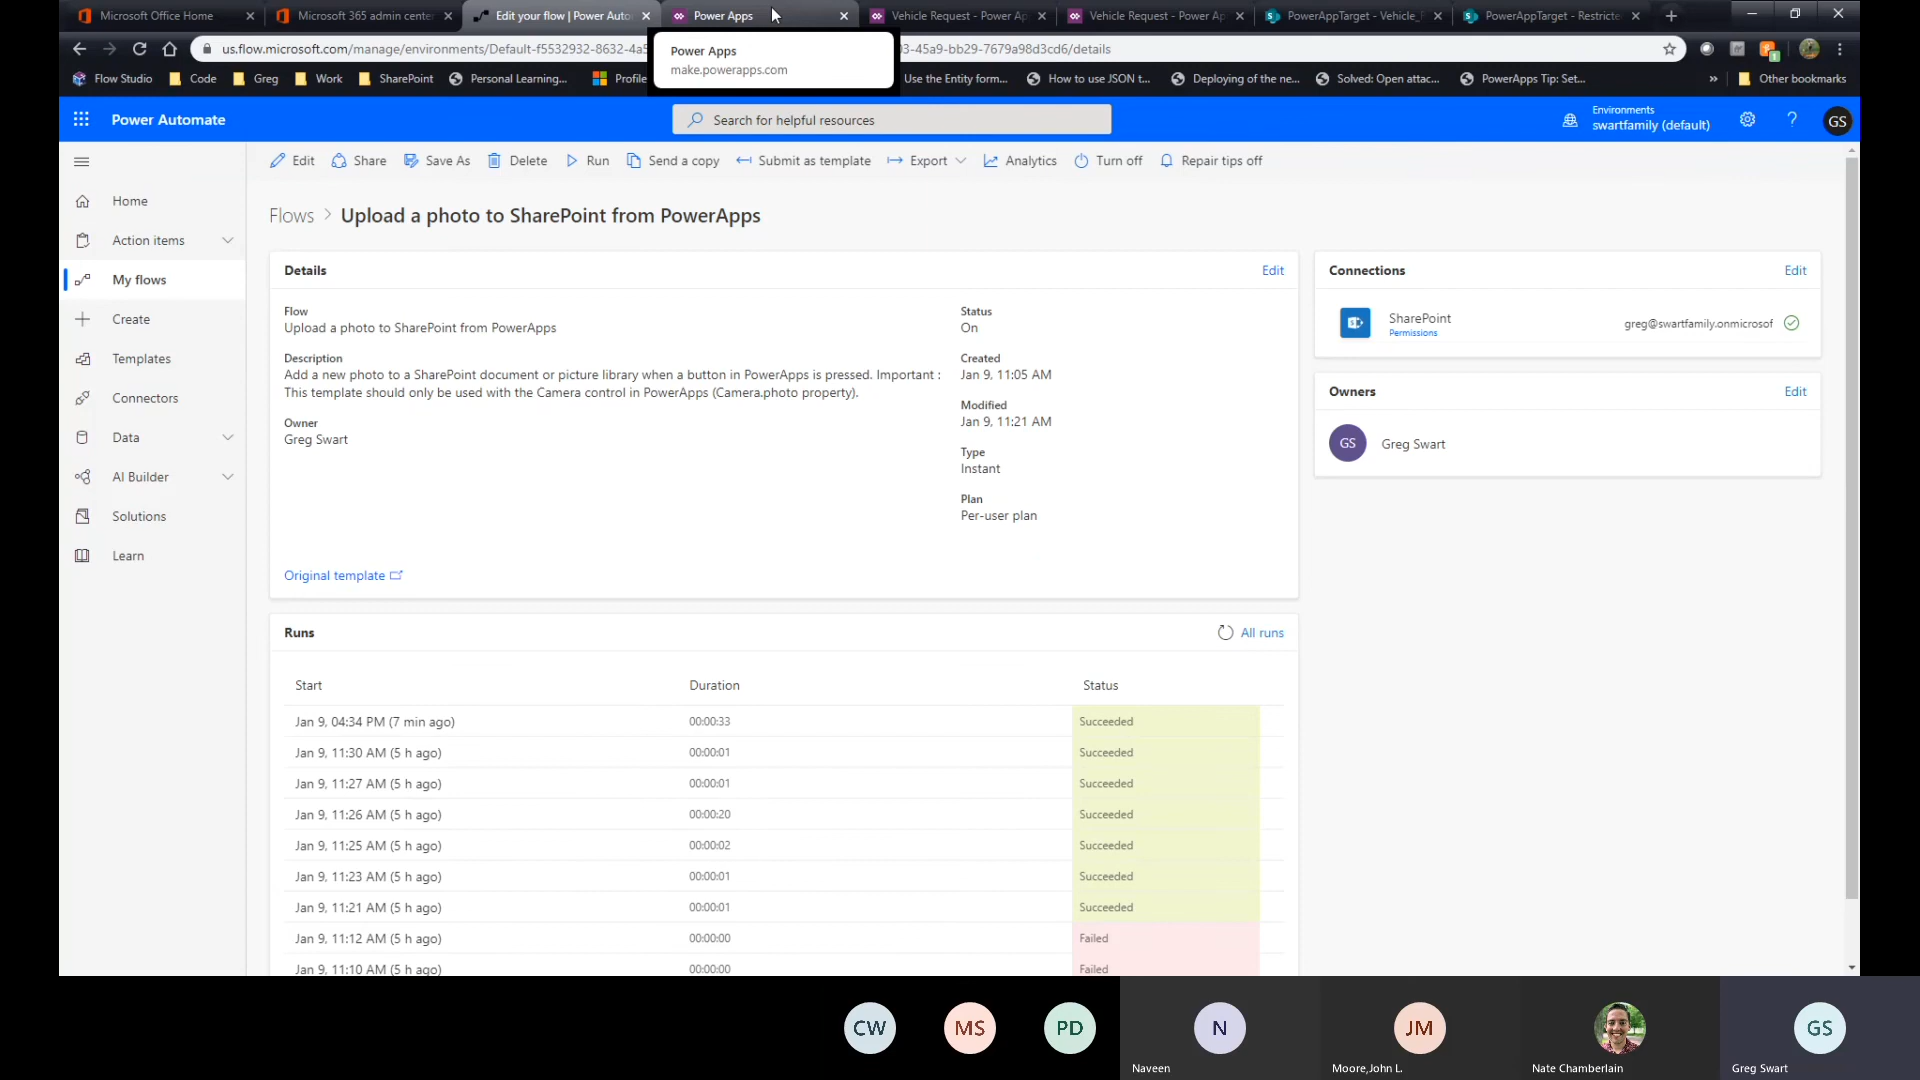 Microsoft Office Home
Microsoft 365 admin center
Edit your flow | Power Auto
Power Apps
Vehicle Request - Power Ap
Vehicle Request - Power Ap
PowerAppTarget - Vehicle_
PowerAppTarget - Restricte
us.flow.microsoft.com/manage/environments/Default-f5532932-8632-4a5
03-45a9-bb29-7679a98d3cd6/details
Power Apps
make.powerapps.com
Flow Studio
Code
Greg
Work
SharePoint
Personal Learning...
Profile
Use the Entity form...
How to use JSON t...
Deploying of the ne...
Solved: Open attac...
PowerApps Tip: Set...
»
Other bookmarks
Power Automate
Search for helpful resources
Environments
swartfamily (default)
?
GS
Edit
Share
Save As
Delete
Run
Send a copy
Submit as template
Export
Analytics
Turn off
Repair tips off
Home
Action items
My flows
Create
Templates
Connectors
Data
AI Builder
Solutions
Learn
Flows > Upload a photo to SharePoint from PowerApps
Details
Edit
Flow
Upload a photo to SharePoint from PowerApps
Description
Add a new photo to a SharePoint document or picture library when a button in PowerApps is pressed. Important :
This template should only be used with the Camera control in PowerApps (Camera.photo property).
Owner
Greg Swart
Status
On
Created
Jan 9, 11:05 AM
Modified
Jan 9, 11:21 AM
Type
Instant
Plan
Per-user plan
Original template
Connections
Edit
SharePoint
Permissions
greg@swartfamily.onmicrosof
Owners
Edit
GS
Greg Swart
Runs
All runs
Start
Duration
Status
Jan 9, 04:34 PM (7 min ago)
00:00:33
Succeeded
Jan 9, 11:30 AM (5 h ago)
00:00:01
Succeeded
Jan 9, 11:27 AM (5 h ago)
00:00:01
Succeeded
Jan 9, 11:26 AM (5 h ago)
00:00:20
Succeeded
Jan 9, 11:25 AM (5 h ago)
00:00:02
Succeeded
Jan 9, 11:23 AM (5 h ago)
00:00:01
Succeeded
Jan 9, 11:21 AM (5 h ago)
00:00:01
Succeeded
Jan 9, 11:12 AM (5 h ago)
00:00:00
Failed
Jan 9, 11:10 AM (5 h ago)
00:00:00
Failed
CW
MS
PD
N
JM
GS
Naveen
Moore,John L.
Nate Chamberlain
Greg Swart